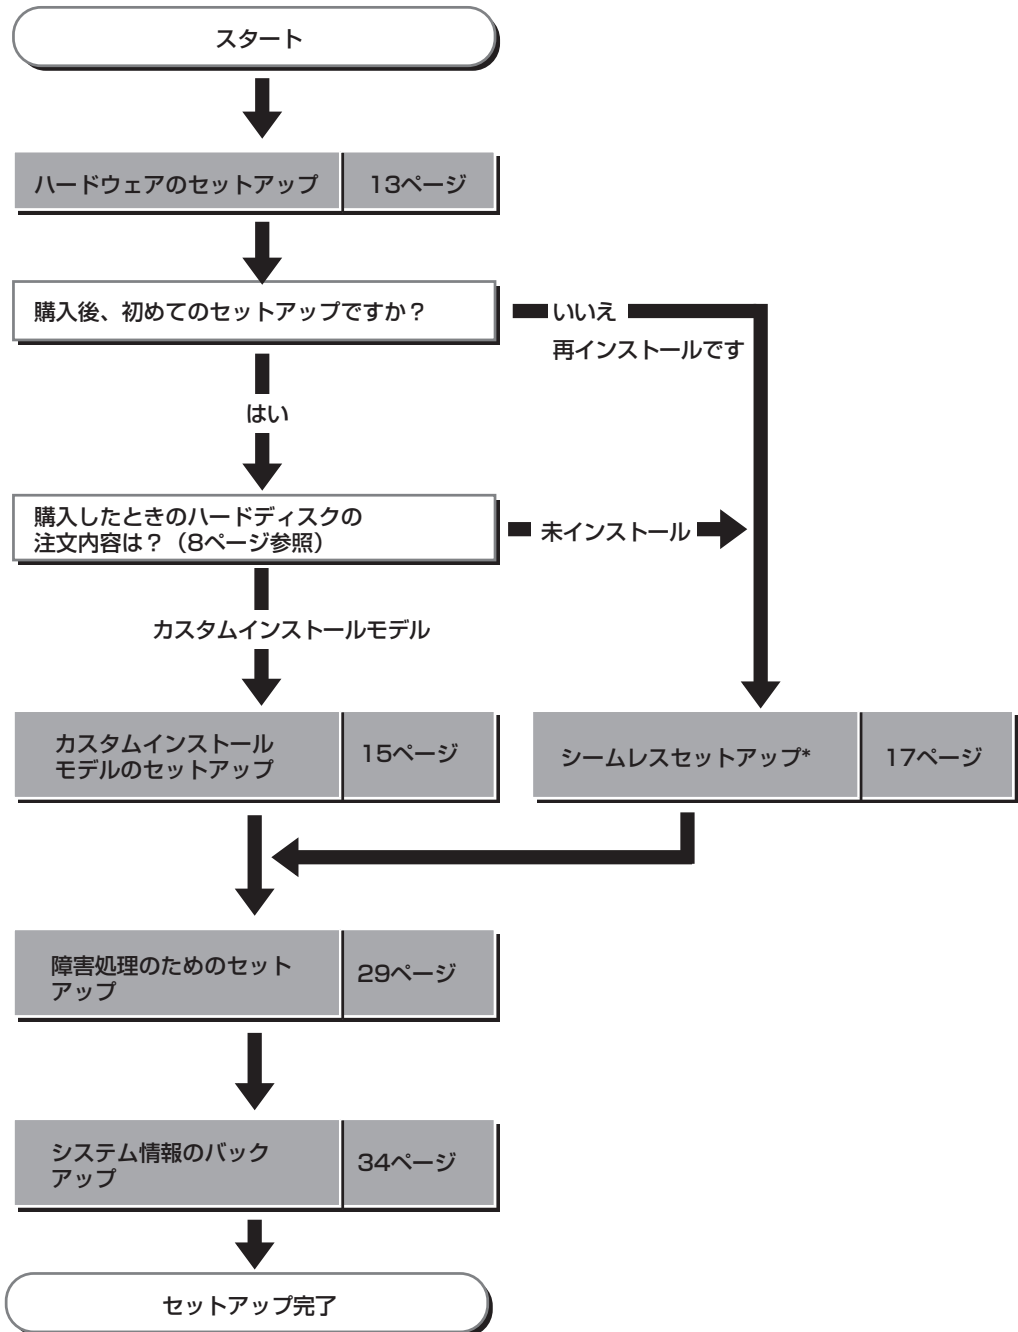 スタート
ハードウェアのセットアップ 13ページ
購入後、初めてのセットアップですか？
いいえ
再インストールです
はい
購入したときのハードディスクの
注文内容は？（8ページ参照）
未インストール
カスタムインストールモデル
カスタムインストール
モデルのセットアップ
15ページ
シームレスセットアップ* 17ページ
障害処理のためのセット
アップ
29ページ
システム情報のバック
アップ
34ページ
セットアップ完了